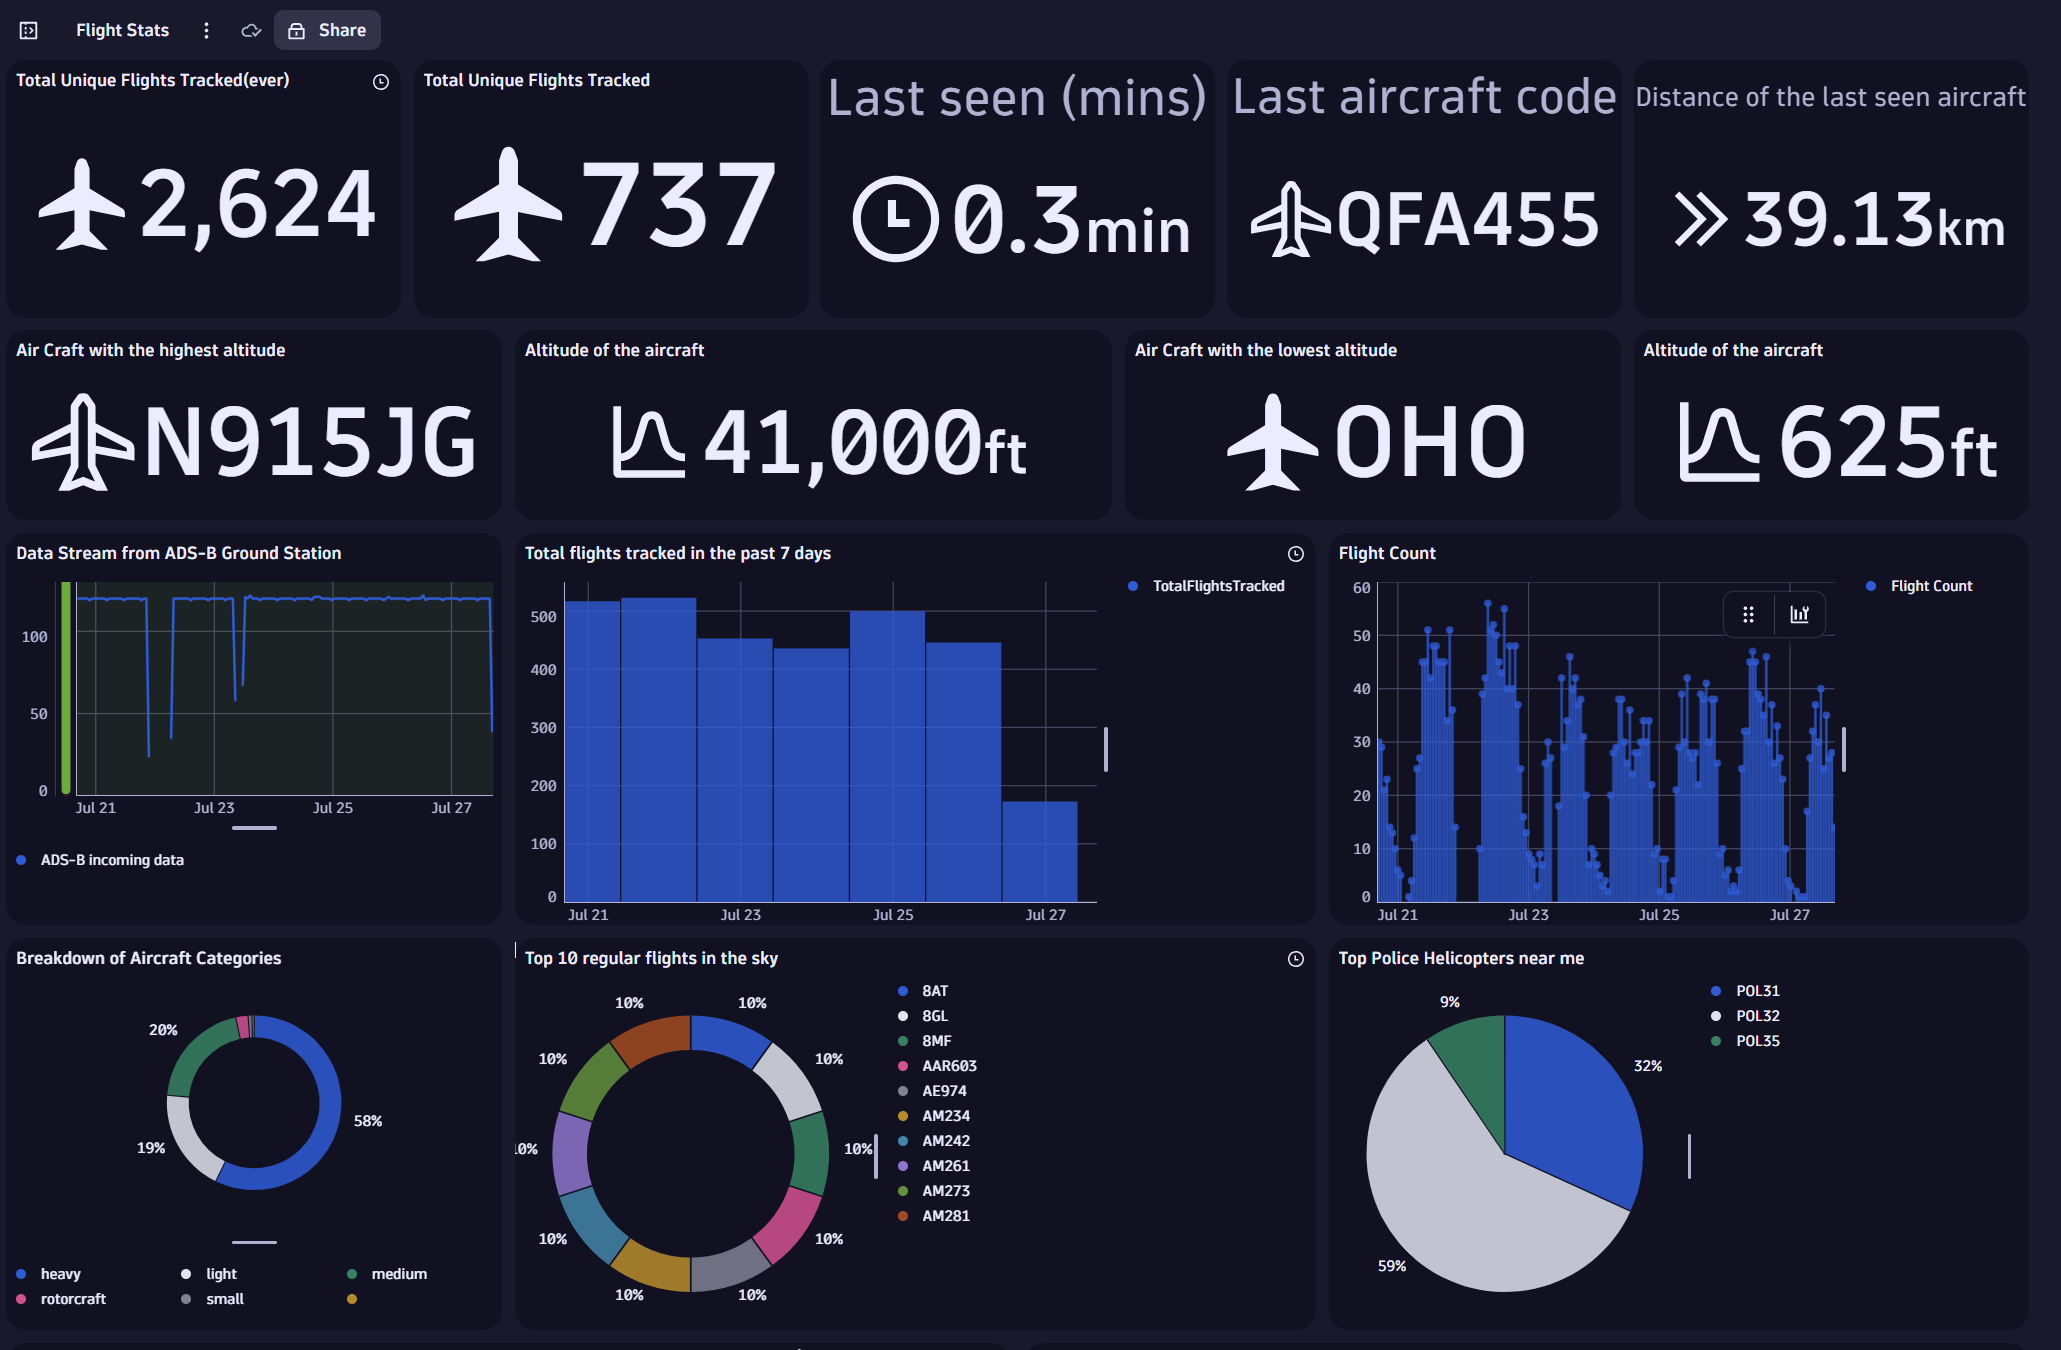 Flight Stats
Share
Total Unique Flights Tracked(ever)
2,624
Total Unique Flights Tracked
737
Last seen (mins)
0.3min
Last aircraft code
QFA455
Distance of the last seen aircraft
39.13km
Air Craft with the highest altitude
N915JG
Altitude of the aircraft
41,000ft
Air Craft with the lowest altitude
OHO
Altitude of the aircraft
625ft
Data Stream from ADS-B Ground Station
100
50
0
Jul 21
Jul 23
Jul 25
Jul 27
ADS-B incoming data
Total flights tracked in the past 7 days
500
400
300
200
100
0
Jul 21
Jul 23
Jul 25
Jul 27
TotalFlightsTracked
Flight Count
60
50
40
30
20
10
0
Jul 21
Jul 23
Jul 25
Jul 27
Flight Count
Breakdown of Aircraft Categories
20%
58%
19%
heavy
light
medium
rotorcraft
small
Top 10 regular flights in the sky
10%
10%
10%
10%
10%
10%
10%
10%
10%
10%
8AT
8GL
8MF
AAR603
AE974
AM234
AM242
AM261
AM273
AM281
Top Police Helicopters near me
9%
32%
59%
POL31
POL32
POL35